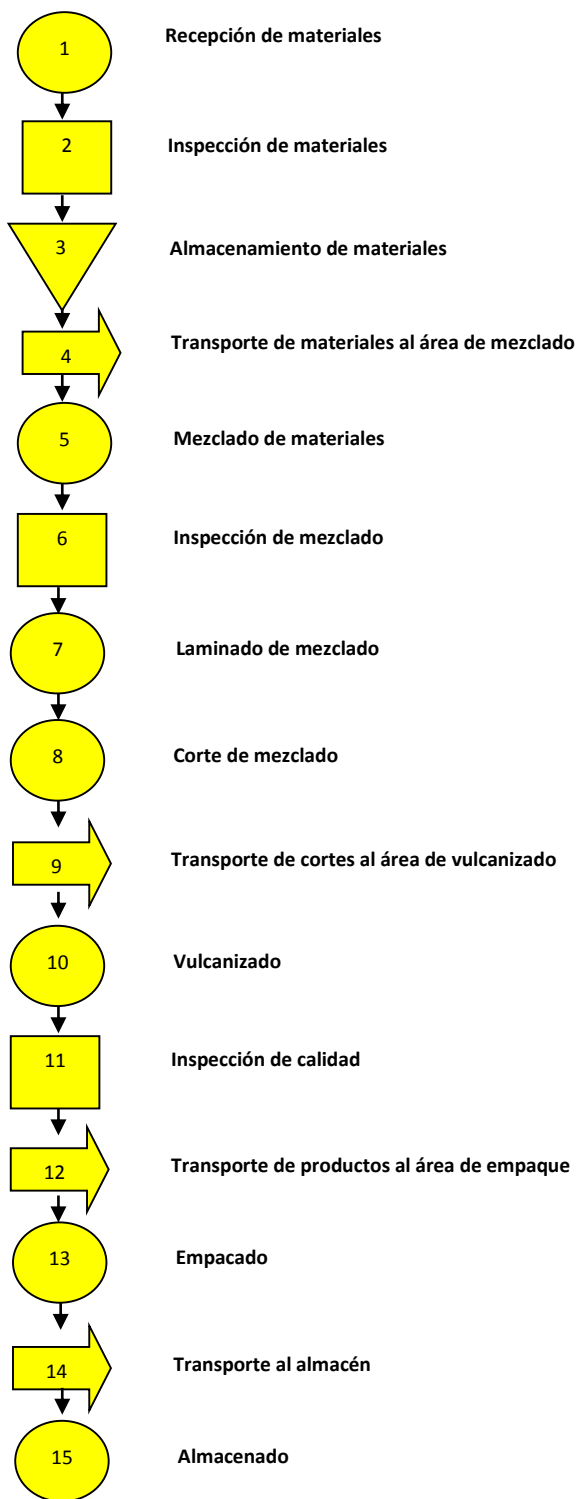 1 Recepción de materiales
2 Inspección de materiales
3 Almacenamiento de materiales
4 Transporte de materiales al área de mezclado
5 Mezclado de materiales
6 Inspección de mezclado
7 Laminado de mezclado
8 Corte de mezclado
9 Transporte de cortes al área de vulcanizado
10 Vulcanizado
11 Inspección de calidad
12 Transporte de productos al área de empaque
13 Empacado
14 Transporte al almacén
15 Almacenado